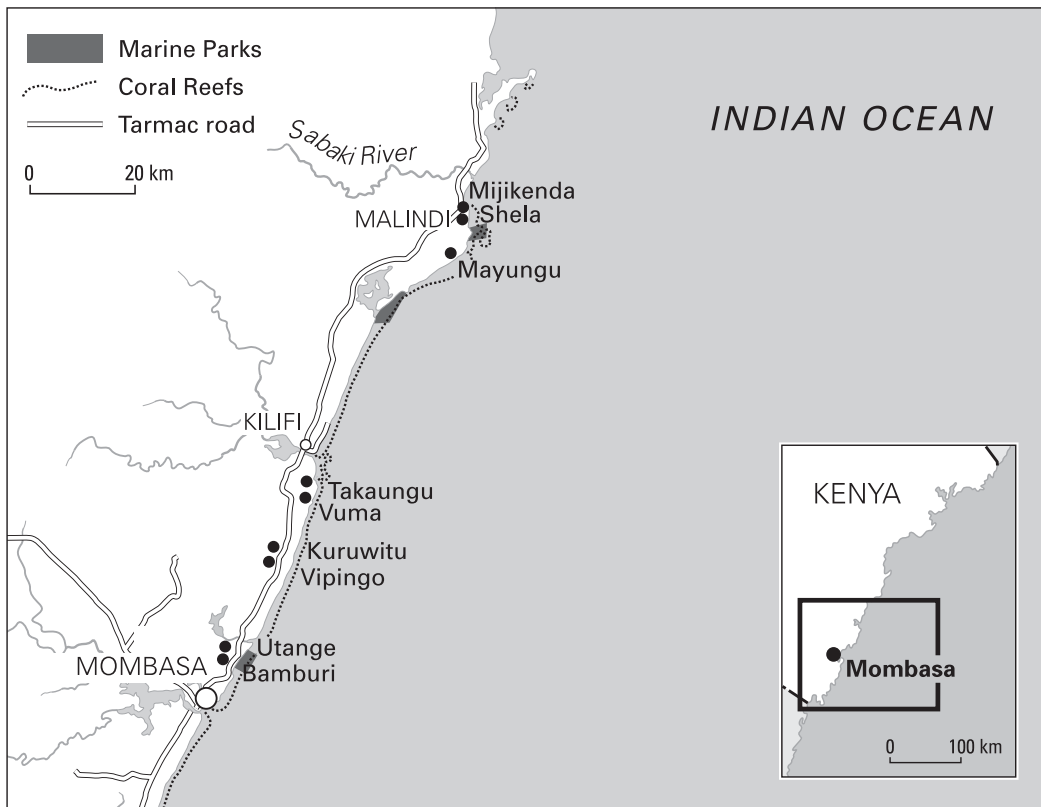 Marine Parks
Coral Reefs
Tarmac road
0 20 km
INDIAN OCEAN
Sabaki River
Mijikenda
MALINDI
Shela
Mayungu
KILIFI
Takaungu
Vuma
Kuruwitu
Vipingo
Utange
MOMBASA
Bamburi
KENYA
Mombasa
0 100 km